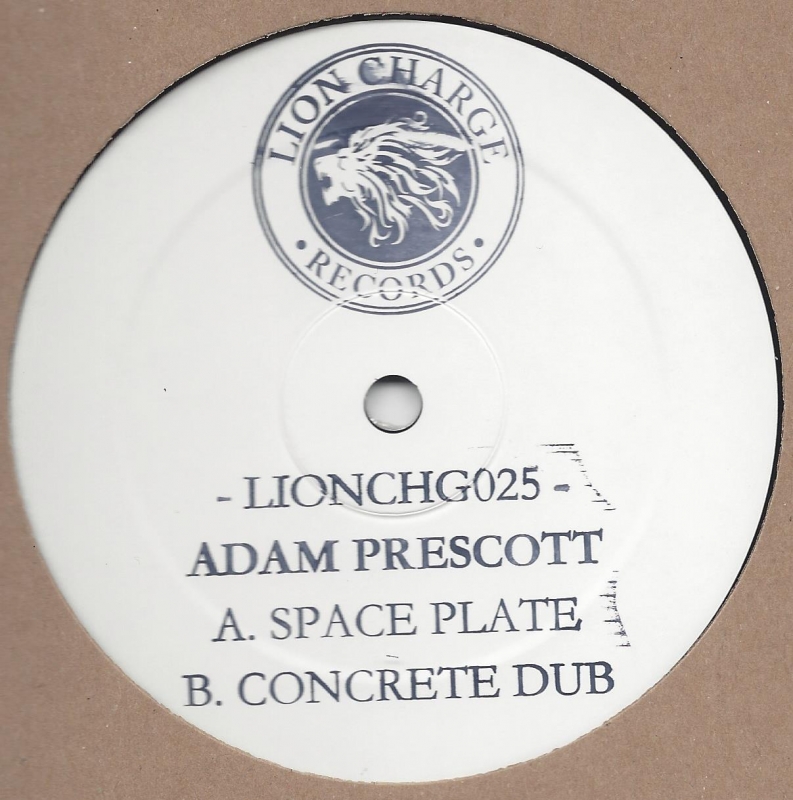 LION CHARGE
• RECORDS •
- LIONCHG025 -
ADAM PRESCOTT
A. SPACE PLATE
B. CONCRETE DUB